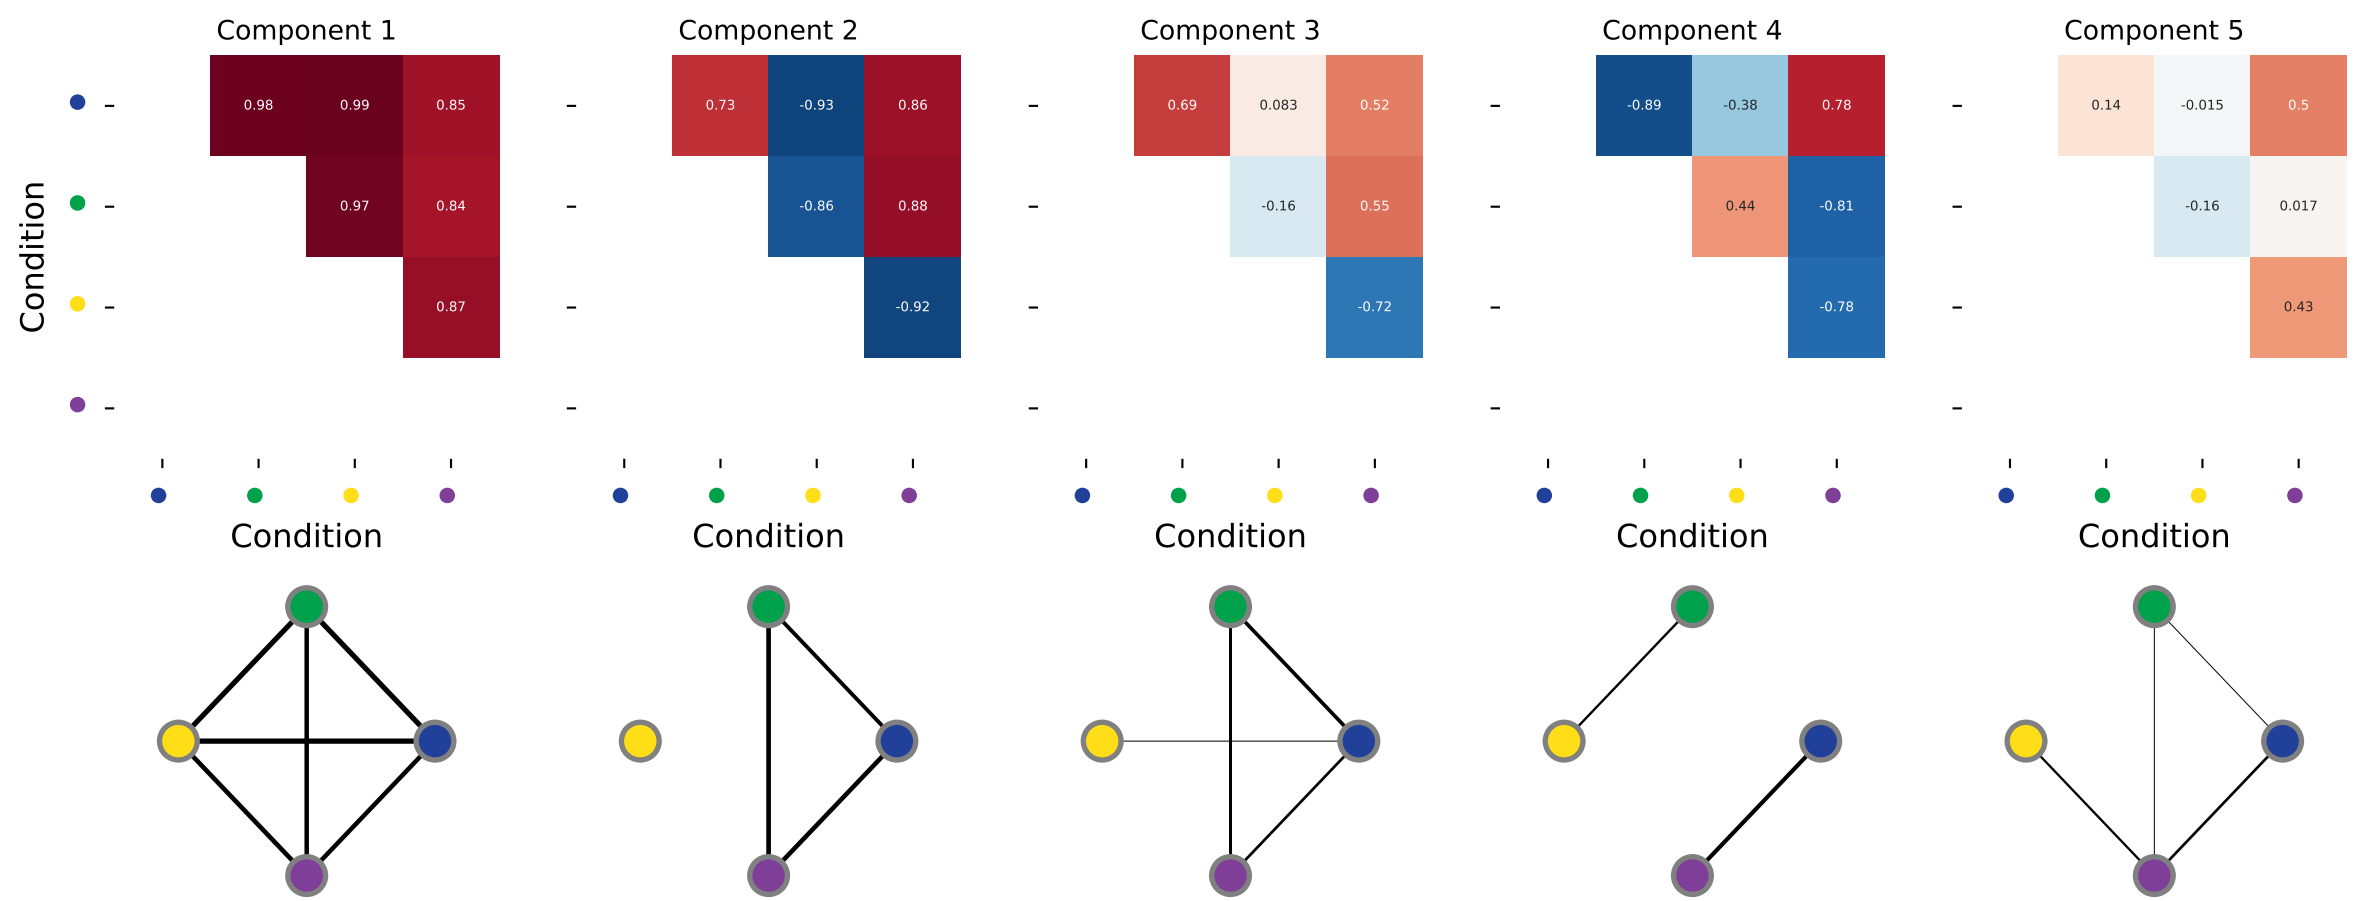 Component 1 Component 2 Component 3 Component 4 Component 5
0.98 0.99 0.85 0.73 -0.93 0.86 0.69 0.083 0.52 -0.89 -0.38 0.78 0.14 -0.015 0.5
0.97 0.84 -0.86 0.88 -0.16 0.55 0.44 -0.81 -0.16 0.017
Condition
0.87 -0.92 -0.72 -0.78 0.43
Condition Condition Condition Condition Condition